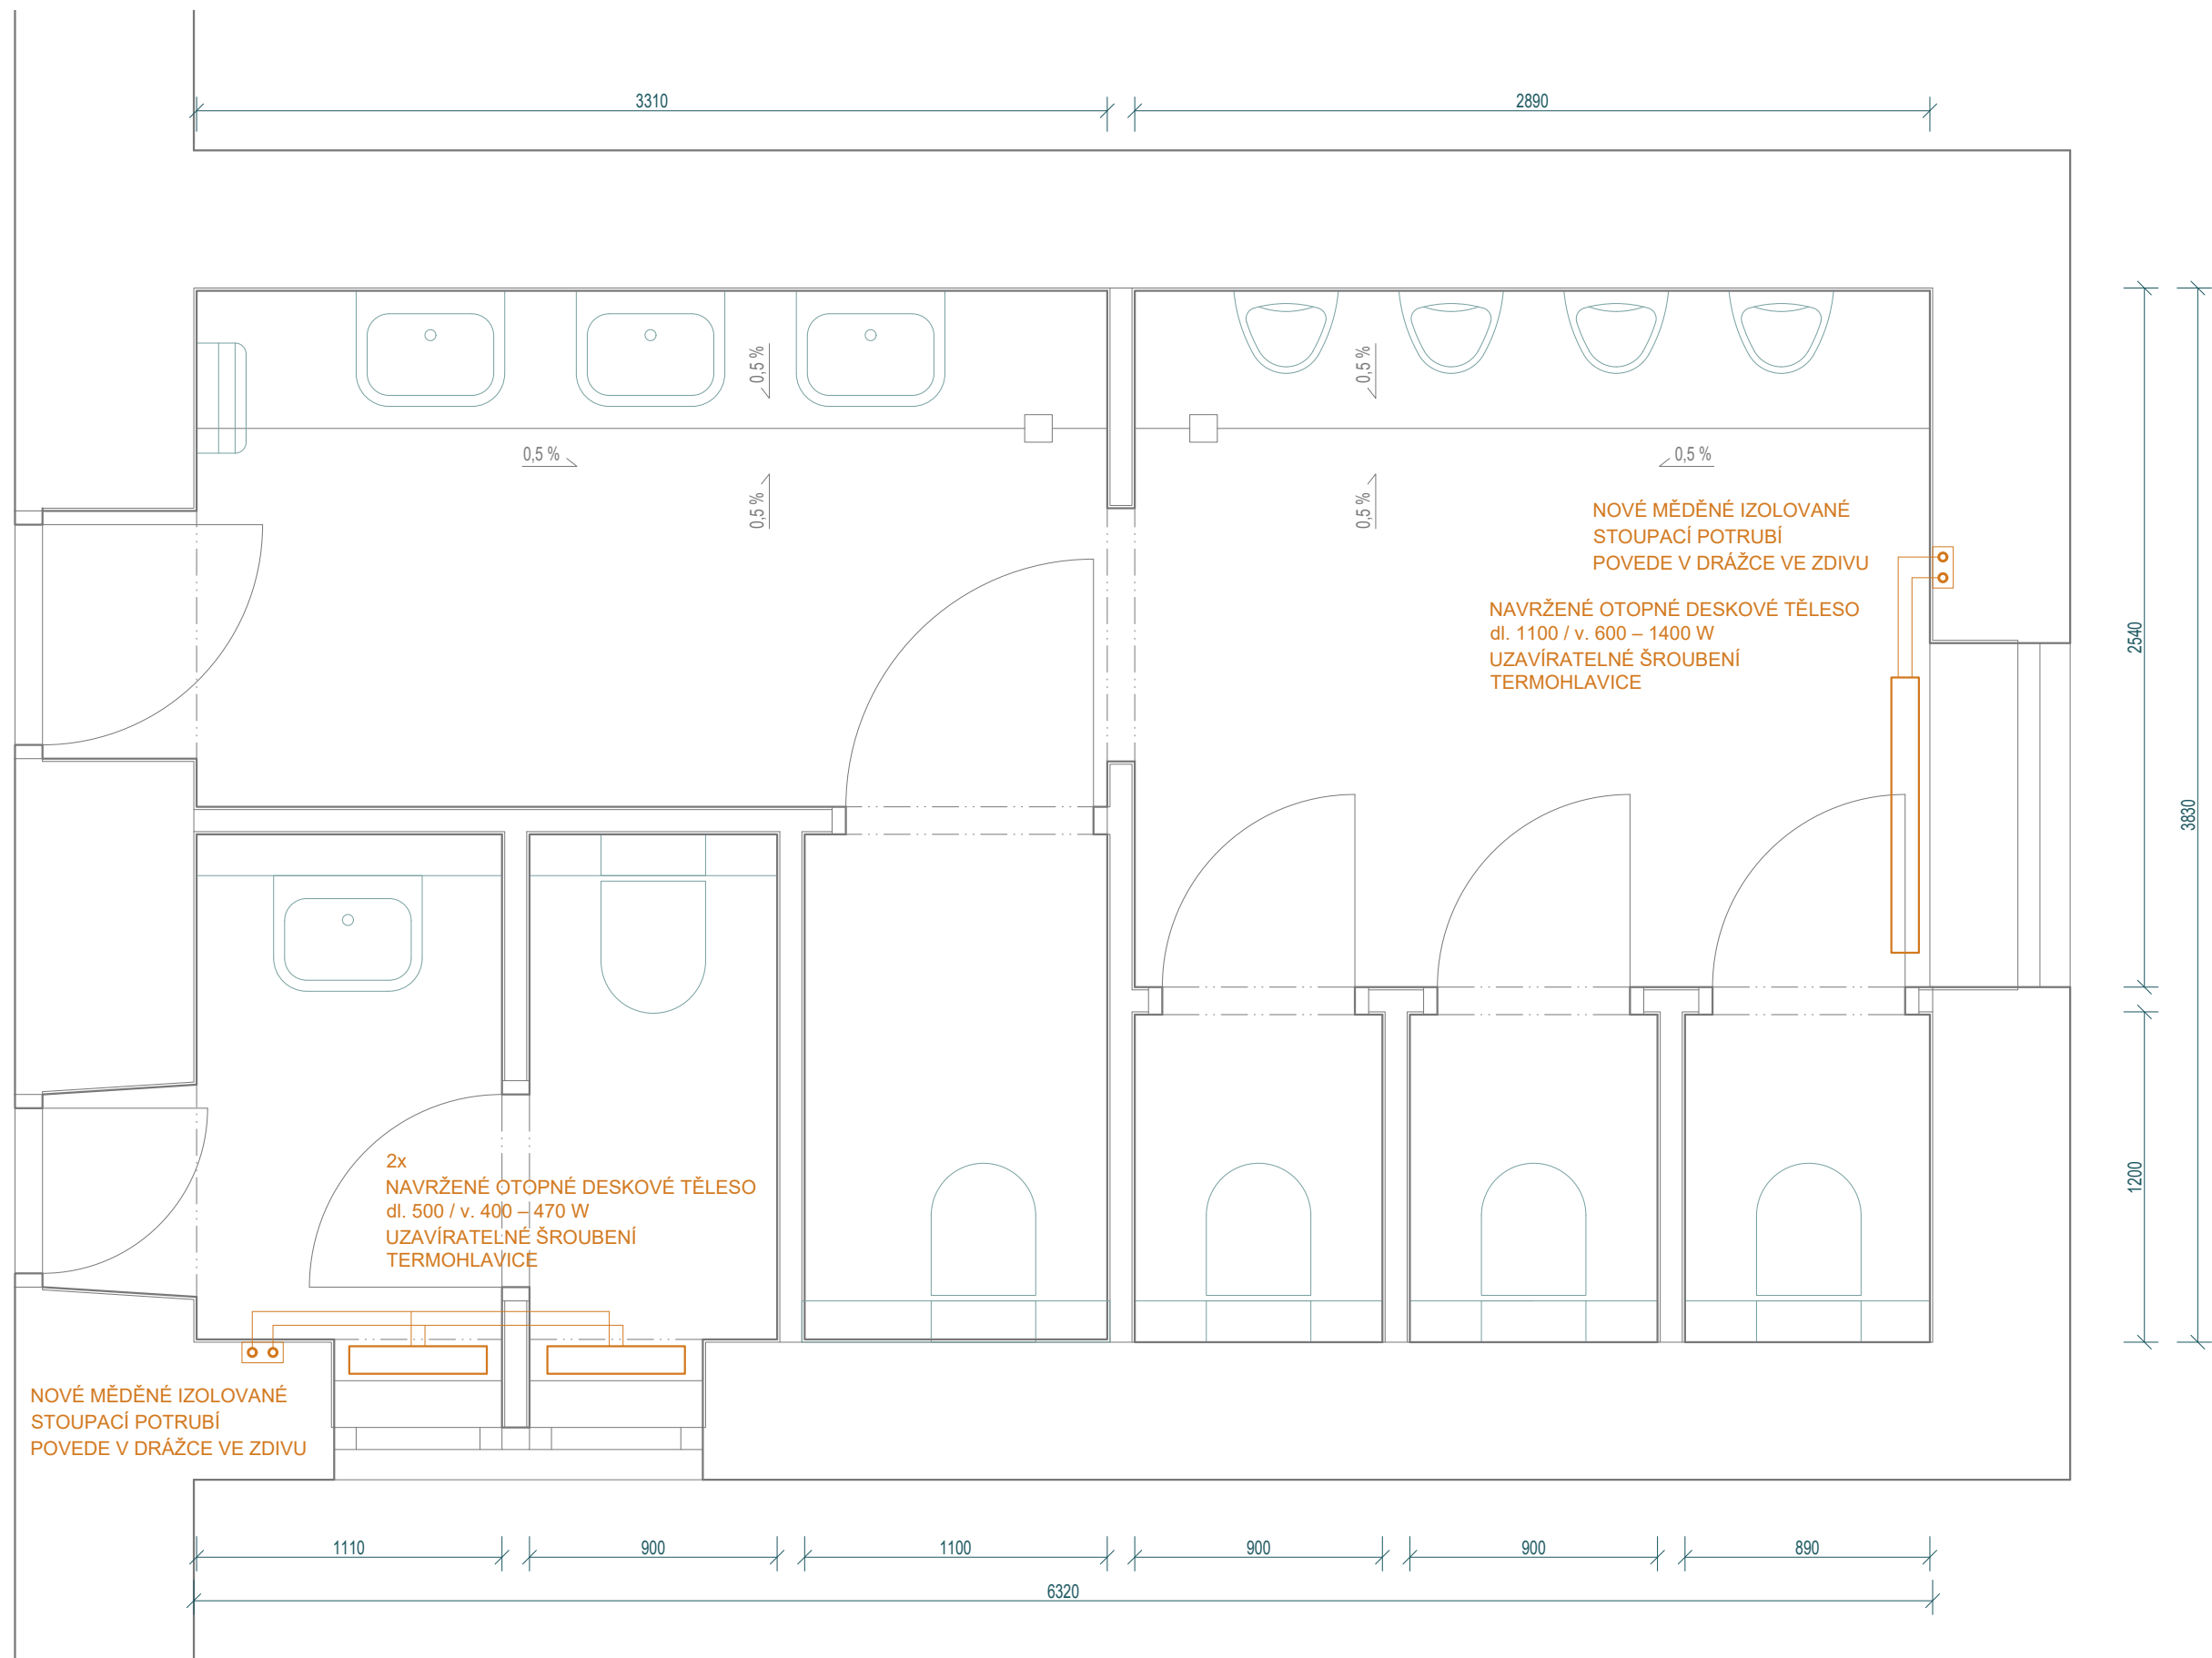 3310
2890
0,5 %
0,5 %
0,5 %
0,5 %
0,5 %
0,5 %
NOVÉ MĚDĚNÉ IZOLOVANÉ
STOUPACÍ POTRUBÍ
POVEDE V DRÁŽCE VE ZDIVU
NAVRŽENÉ OTOPNÉ DESKOVÉ TĚLESO
dl. 1100 / v. 600 – 1400 W
UZAVÍRATELNÉ ŠROUBENÍ
TERMOHLAVICE
2540
3830
1200
2x
NAVRŽENÉ OTOPNÉ DESKOVÉ TĚLESO
dl. 500 / v. 400 – 470 W
UZAVÍRATELNÉ ŠROUBENÍ
TERMOHLAVICE
NOVÉ MĚDĚNÉ IZOLOVANÉ
STOUPACÍ POTRUBÍ
POVEDE V DRÁŽCE VE ZDIVU
1110
900
1100
900
900
890
6320